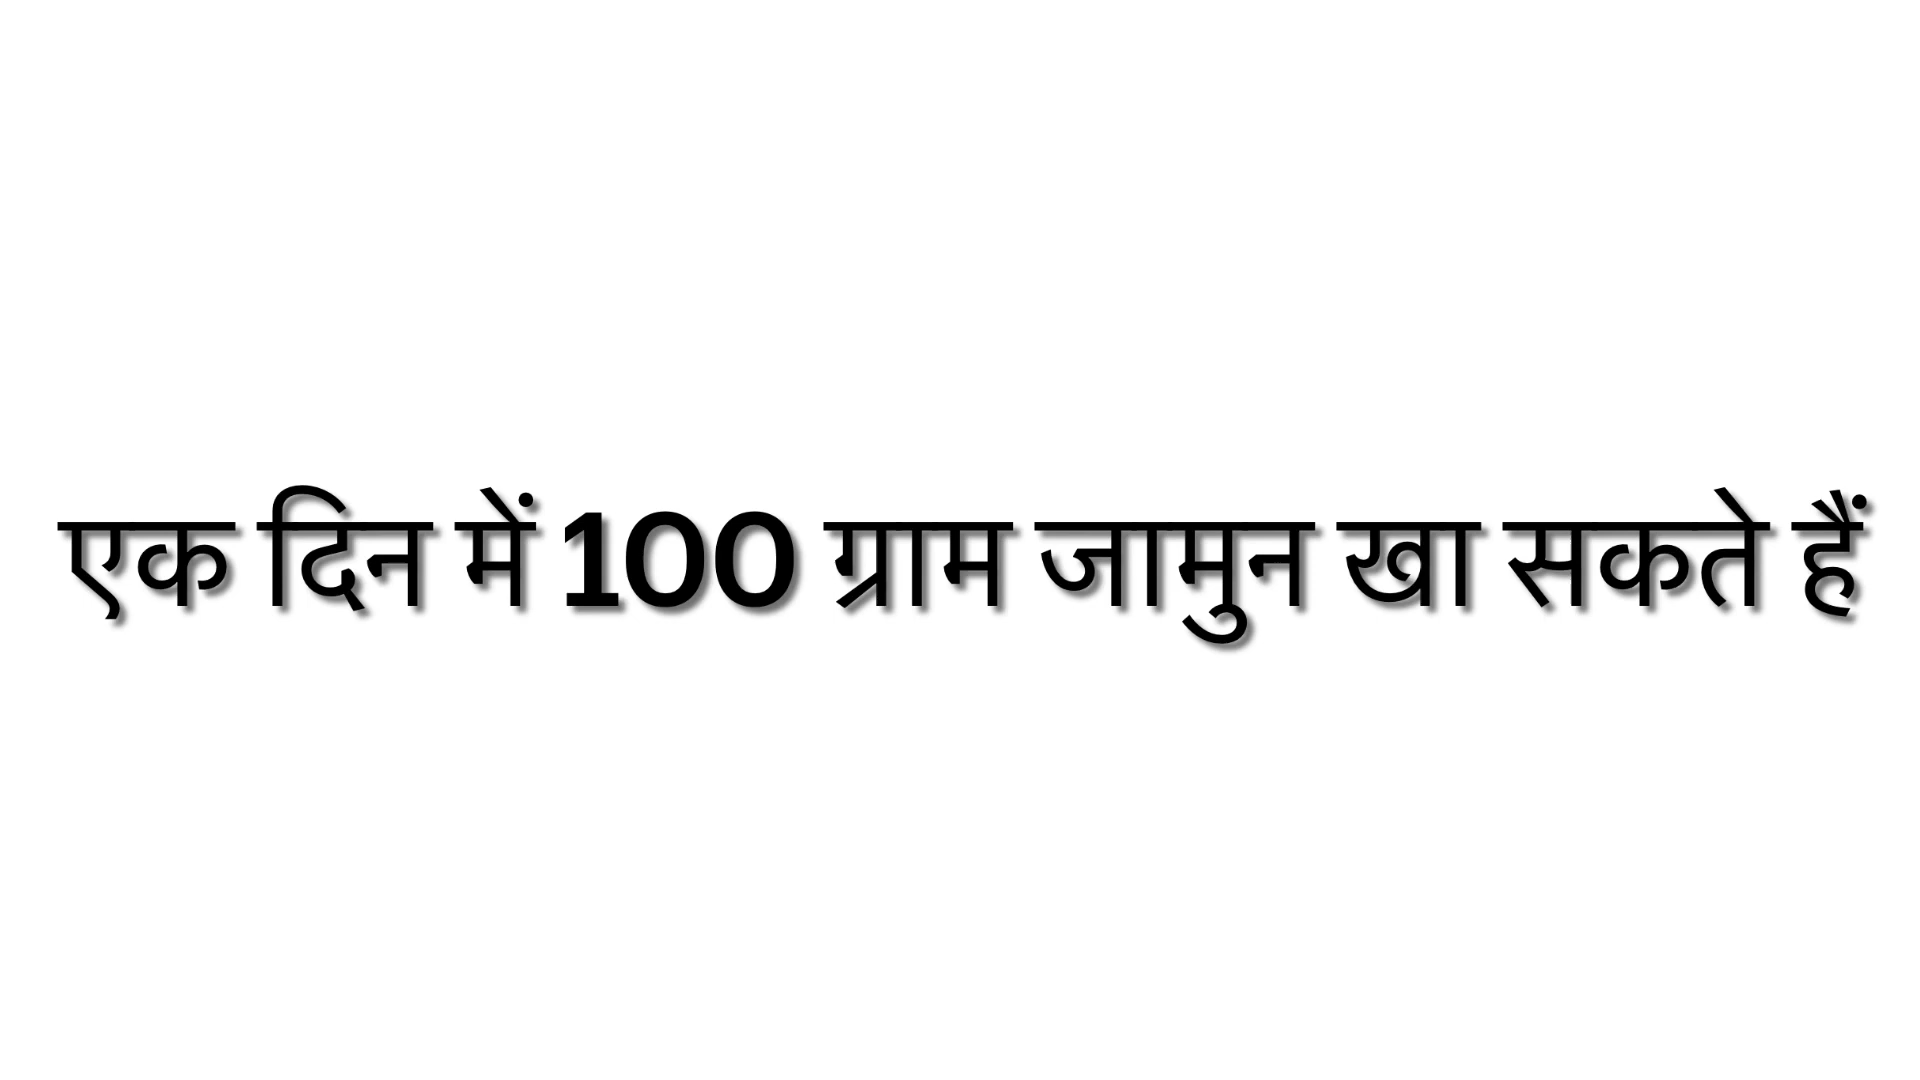 एक दिन में 100 ग्राम जामुन खा सकते हैं